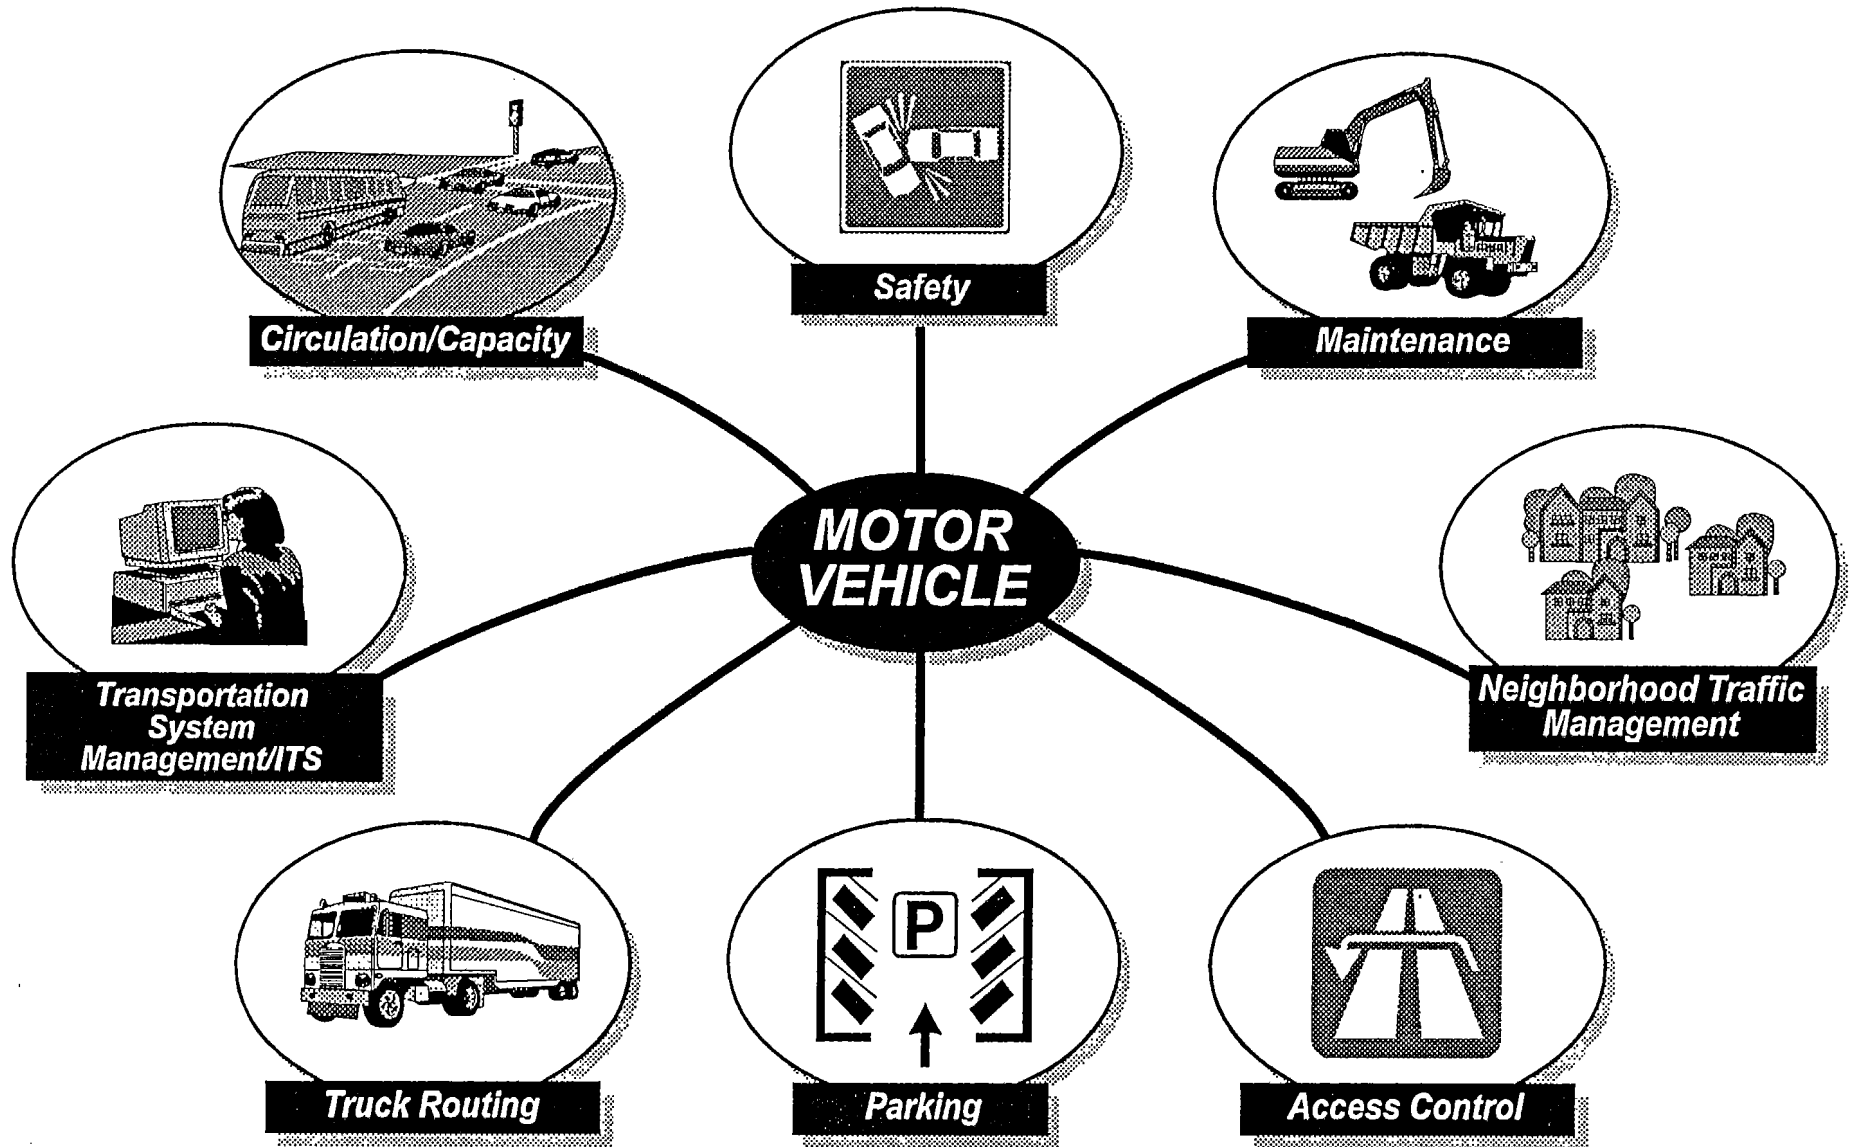 Safety
Circulation/Capacity
Maintenance
MOTOR
VEHICLE
Transportation
System
Management/ITS
Neighborhood Traffic
Management
P
Truck Routing
Parking
Access Control